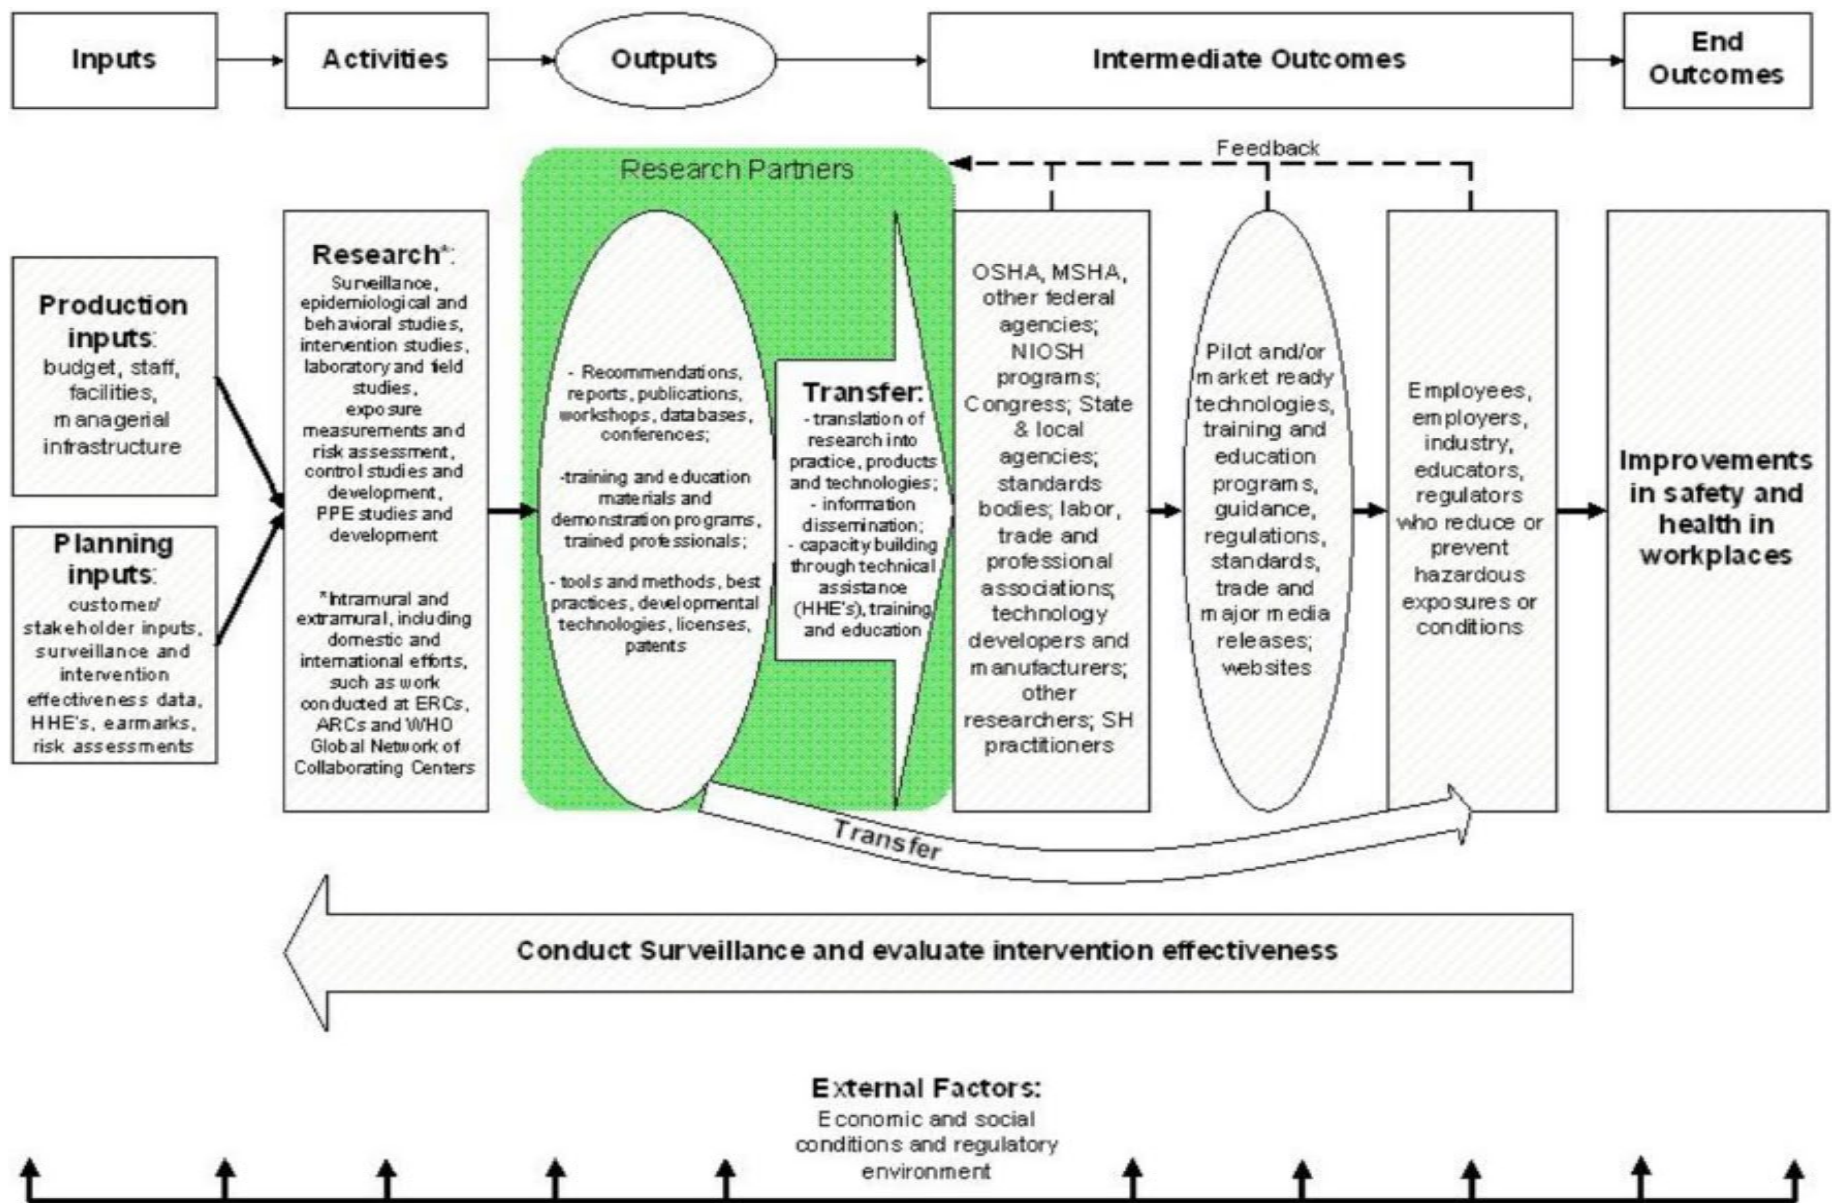 Inputs
Activities
Outputs
Intermediate Outcomes
End
Outcomes
Research Partners
Feedback
Production
inputs:
budget, staff,
facilities,
managerial
infrastructure
Planning
inputs:
customer/
stakeholder inputs,
surveillance and
intervention
effectiveness data,
HHE's, earmarks,
risk assessments
Research*:
Surveillance,
epidemiological and
behavioral studies,
intervention studies,
laboratory and field
studies,
exposure
measurements and
risk assessment,
control studies and
development,
PPE studies and
development
*Intramural and
extramural, including
domestic and
international efforts,
such as work
conducted at ERCs,
ARCs and WHO
Global Network of
Collaborating Centers
- Recommendations,
reports, publications,
workshops, databases,
conferences;
-training and education
materials and
demonstration programs,
trained professionals;
- tools and methods, best
practices, developmental
technologies, licenses,
patents
Transfer:
- translation of
research into
practice, products
and technologies;
- information
dissemination;
- capacity building
through technical
assistance
(HHE's), training
and education
OSHA, MSHA,
other federal
agencies;
NIOSH
programs;
Congress; State
& local
agencies;
standards
bodies; labor,
trade and
professional
associations;
technology
developers and
manufacturers;
other
researchers; SH
practitioners
Pilot and/or
market ready
technologies,
training and
education
programs,
guidance,
regulations,
standards,
trade and
major media
releases;
websites
Employees,
employers,
industry,
educators,
regulators
who reduce or
prevent
hazardous
exposures or
conditions
Improvements
in safety and
health in
workplaces
Transfer
Conduct Surveillance and evaluate intervention effectiveness
External Factors:
Economic and social
conditions and regulatory
environment